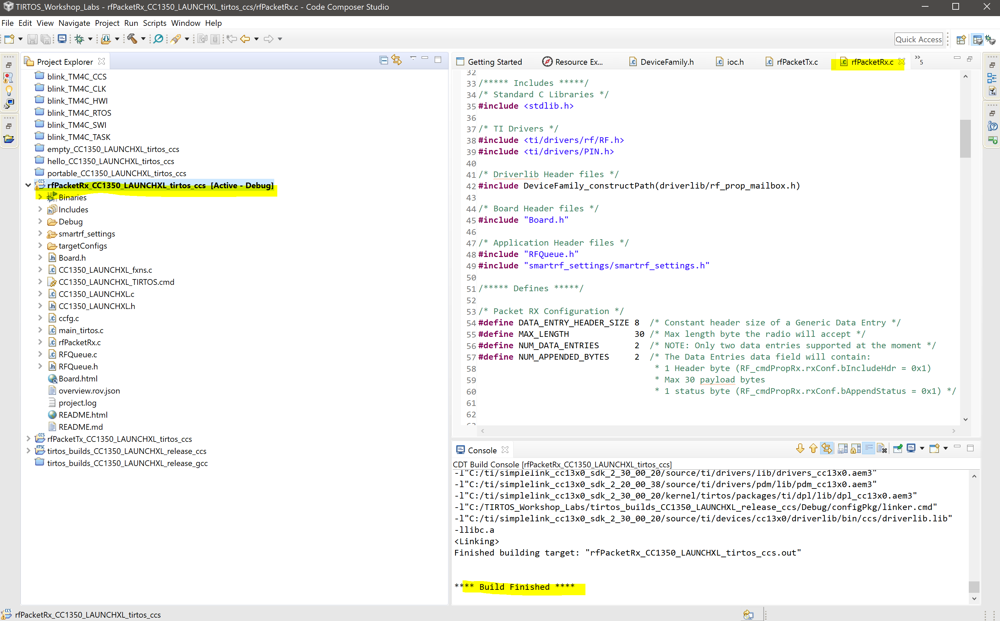 TIRTOS_Workshop_Labs - rfPacketRx_CC1350_LAUNCHXL_tirtos_ccs/rfPacketRx.c - Code Composer Studio
File Edit View Navigate Project Run Scripts Window Help
Quick Access
Project Explorer
blink_TM4C_CCS
blink_TM4C_CLK
blink_TM4C_HWI
blink_TM4C_RTOS
blink_TM4C_SWI
blink_TM4C_TASK
empty_CC1350_LAUNCHXL_tirtos_ccs
hello_CC1350_LAUNCHXL_tirtos_ccs
portable_CC1350_LAUNCHXL_tirtos_ccs
rfPacketRx_CC1350_LAUNCHXL_tirtos_ccs [Active - Debug]
Binaries
Includes
Debug
smartrf_settings
targetConfigs
Board.h
CC1350_LAUNCHXL_fxns.c
CC1350_LAUNCHXL_TIRTOS.cmd
CC1350_LAUNCHXL.c
CC1350_LAUNCHXL.h
ccfg.c
main_tirtos.c
rfPacketRx.c
RFQueue.c
RFQueue.h
Board.html
overview.rov.json
project.log
README.html
README.md
rfPacketTx_CC1350_LAUNCHXL_tirtos_ccs
tirtos_builds_CC1350_LAUNCHXL_release_ccs
tirtos_builds_CC1350_LAUNCHXL_release_gcc
Getting Started Resource Ex... DeviceFamily.h ioc.h rfPacketTx.c rfPacketRx.c »5
32
33 /***** Includes *****/
34 /* Standard C Libraries */
35 #include <stdlib.h>
36
37 /* TI Drivers */
38 #include <ti/drivers/rf/RF.h>
39 #include <ti/drivers/PIN.h>
40
41 /* Driverlib Header files */
42 #include DeviceFamily_constructPath(driverlib/rf_prop_mailbox.h)
43
44 /* Board Header files */
45 #include "Board.h"
46
47 /* Application Header files */
48 #include "RFQueue.h"
49 #include "smartrf_settings/smartrf_settings.h"
50
51 /***** Defines *****/
52
53 /* Packet RX Configuration */
54 #define DATA_ENTRY_HEADER_SIZE 8 /* Constant header size of a Generic Data Entry */
55 #define MAX_LENGTH 30 /* Max length byte the radio will accept */
56 #define NUM_DATA_ENTRIES 2 /* NOTE: Only two data entries supported at the moment */
57 #define NUM_APPENDED_BYTES 2 /* The Data Entries data field will contain:
58 * 1 Header byte (RF_cmdPropRx.rxConf.bIncludeHdr = 0x1)
59 * Max 30 payload bytes
60 * 1 status byte (RF_cmdPropRx.rxConf.bAppendStatus = 0x1) */
61
62
Console
CDT Build Console [rfPacketRx_CC1350_LAUNCHXL_tirtos_ccs]
-l"C:/ti/simplelink_cc13x0_sdk_2_30_00_20/source/ti/drivers/lib/drivers_cc13x0.aem3"
-l"C:/ti/simplelink_cc13x0_sdk_2_20_00_38/source/ti/drivers/pdm/lib/pdm_cc13x0.aem3"
-l"C:/ti/simplelink_cc13x0_sdk_2_30_00_20/kernel/tirtos/packages/ti/dpl/lib/dpl_cc13x0.aem3"
-l"C:/TIRTOS_Workshop_Labs/tirtos_builds_CC1350_LAUNCHXL_release_ccs/Debug/configPkg/linker.cmd"
-l"C:/ti/simplelink_cc13x0_sdk_2_30_00_20/source/ti/devices/cc13x0/driverlib/bin/ccs/driverlib.lib"
-llibc.a
<Linking>
Finished building target: "rfPacketRx_CC1350_LAUNCHXL_tirtos_ccs.out"
**** Build Finished ****
rfPacketRx_CC1350_LAUNCHXL_tirtos_ccs